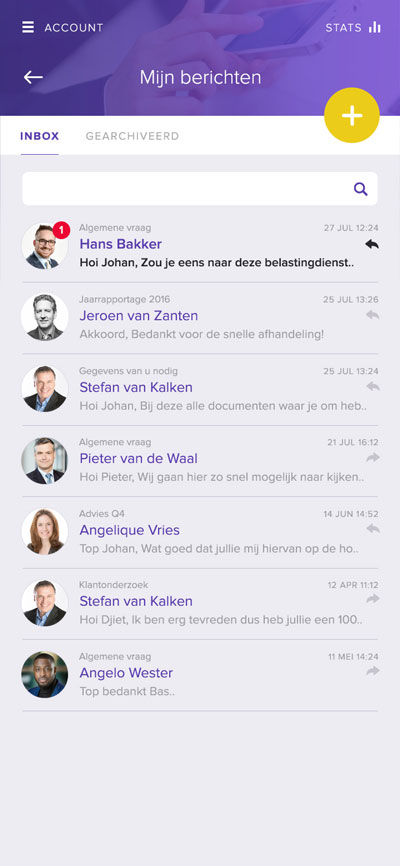 ACCOUNT STATS
Mijn berichten
INBOX GEARCHIVEERD
Algemene vraag 27 JUL 12:24
1
Hans Bakker
Hoi Johan, Zou je eens naar deze belastingdienst..
Jaarrapportage 2016 25 JUL 13:26
Jeroen van Zanten
Akkoord, Bedankt voor de snelle afhandeling!
Gegevens van u nodig 25 JUL 13:24
Stefan van Kalken
Hoi Johan, Bij deze alle documenten waar je om heb..
Algemene vraag 21 JUL 16:12
Pieter van de Waal
Hoi Pieter, Wij gaan hier zo snel mogelijk naar kijken..
Advies Q4 14 JUN 14:52
Angelique Vries
Top Johan, Wat goed dat jullie mij hiervan op de ho..
Klantonderzoek 12 APR 11:12
Stefan van Kalken
Hoi Djiet, Ik ben erg tevreden dus heb jullie een 100..
Algemene vraag 11 MEI 14:24
Angelo Wester
Top bedankt Bas..